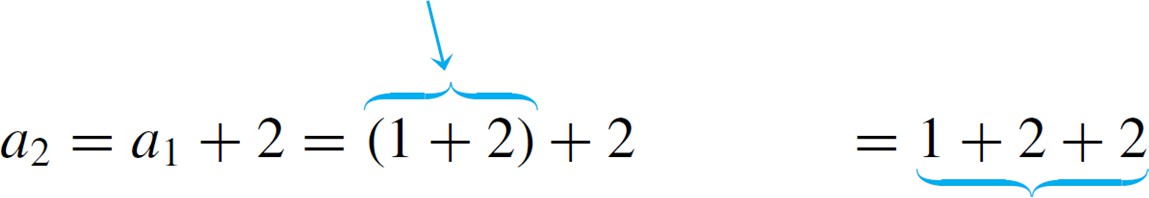 a₂ = a₁ + 2 = (1 + 2) + 2 = 1 + 2 + 2